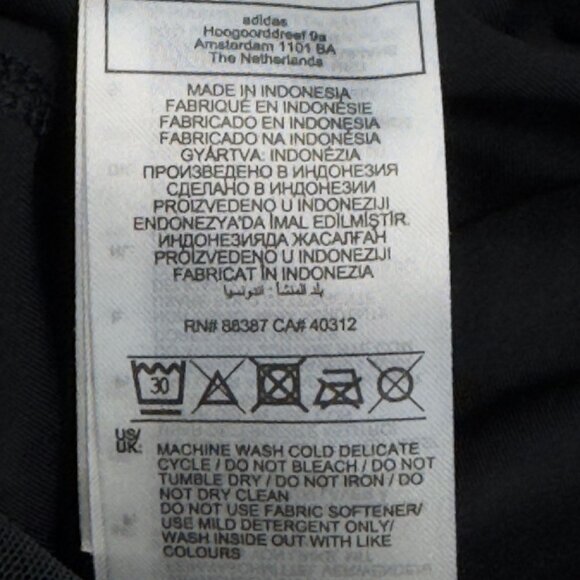 adidas
Hoogoorddreef 9a
Amsterdam 1101 BA
The Netherlands
MADE IN INDONESIA
FABRIQUÉ EN INDONÉSIE
FABRICADO EN INDONESIA
FABRICADO NA INDONÉSIA
GYÁRTVA: INDONÉZIA
ПРОИЗВЕДЕНО В ИНДОНЕЗИЯ
СДЕЛАНО В ИНДОНЕЗИИ
PROIZVEDENO U INDONEZIJI
ENDONEZYA'DA İMAL EDİLMİŞTİR.
ИНДОНЕЗИЯДА ЖАСАЛҒАН
PROIZVEDENO U INDONEZIJI
FABRICAT ÎN INDONEZIA
بلد المنشأ: اندونوسيا
RN# 88387 CA# 40312
30
US/
UK:
MACHINE WASH COLD DELICATE
CYCLE / DO NOT BLEACH / DO NOT
TUMBLE DRY / DO NOT IRON / DO
NOT DRY CLEAN
DO NOT USE FABRIC SOFTENER/
USE MILD DETERGENT ONLY/
WASH INSIDE OUT WITH LIKE
COLOURS